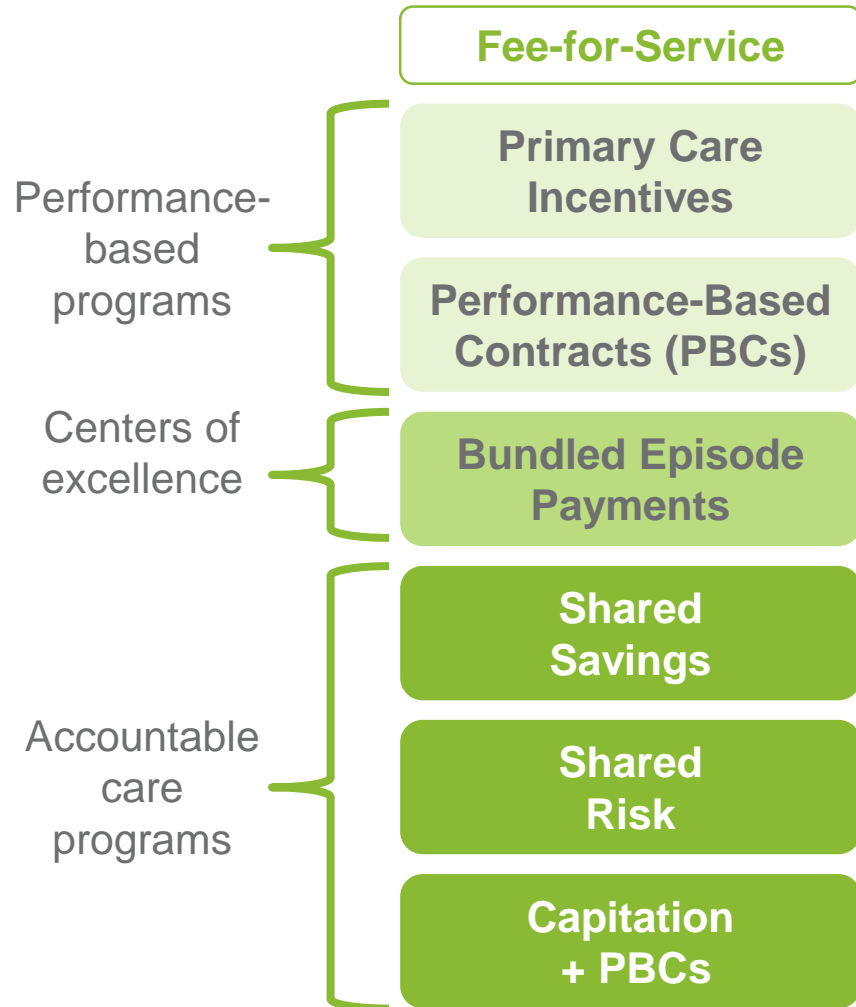 Fee-for-Service
Performance-
based
programs
Primary Care
Incentives
Performance-Based
Contracts (PBCs)
Centers of
excellence
Bundled Episode
Payments
Accountable
care
programs
Shared
Savings
Shared
Risk
Capitation
+ PBCs